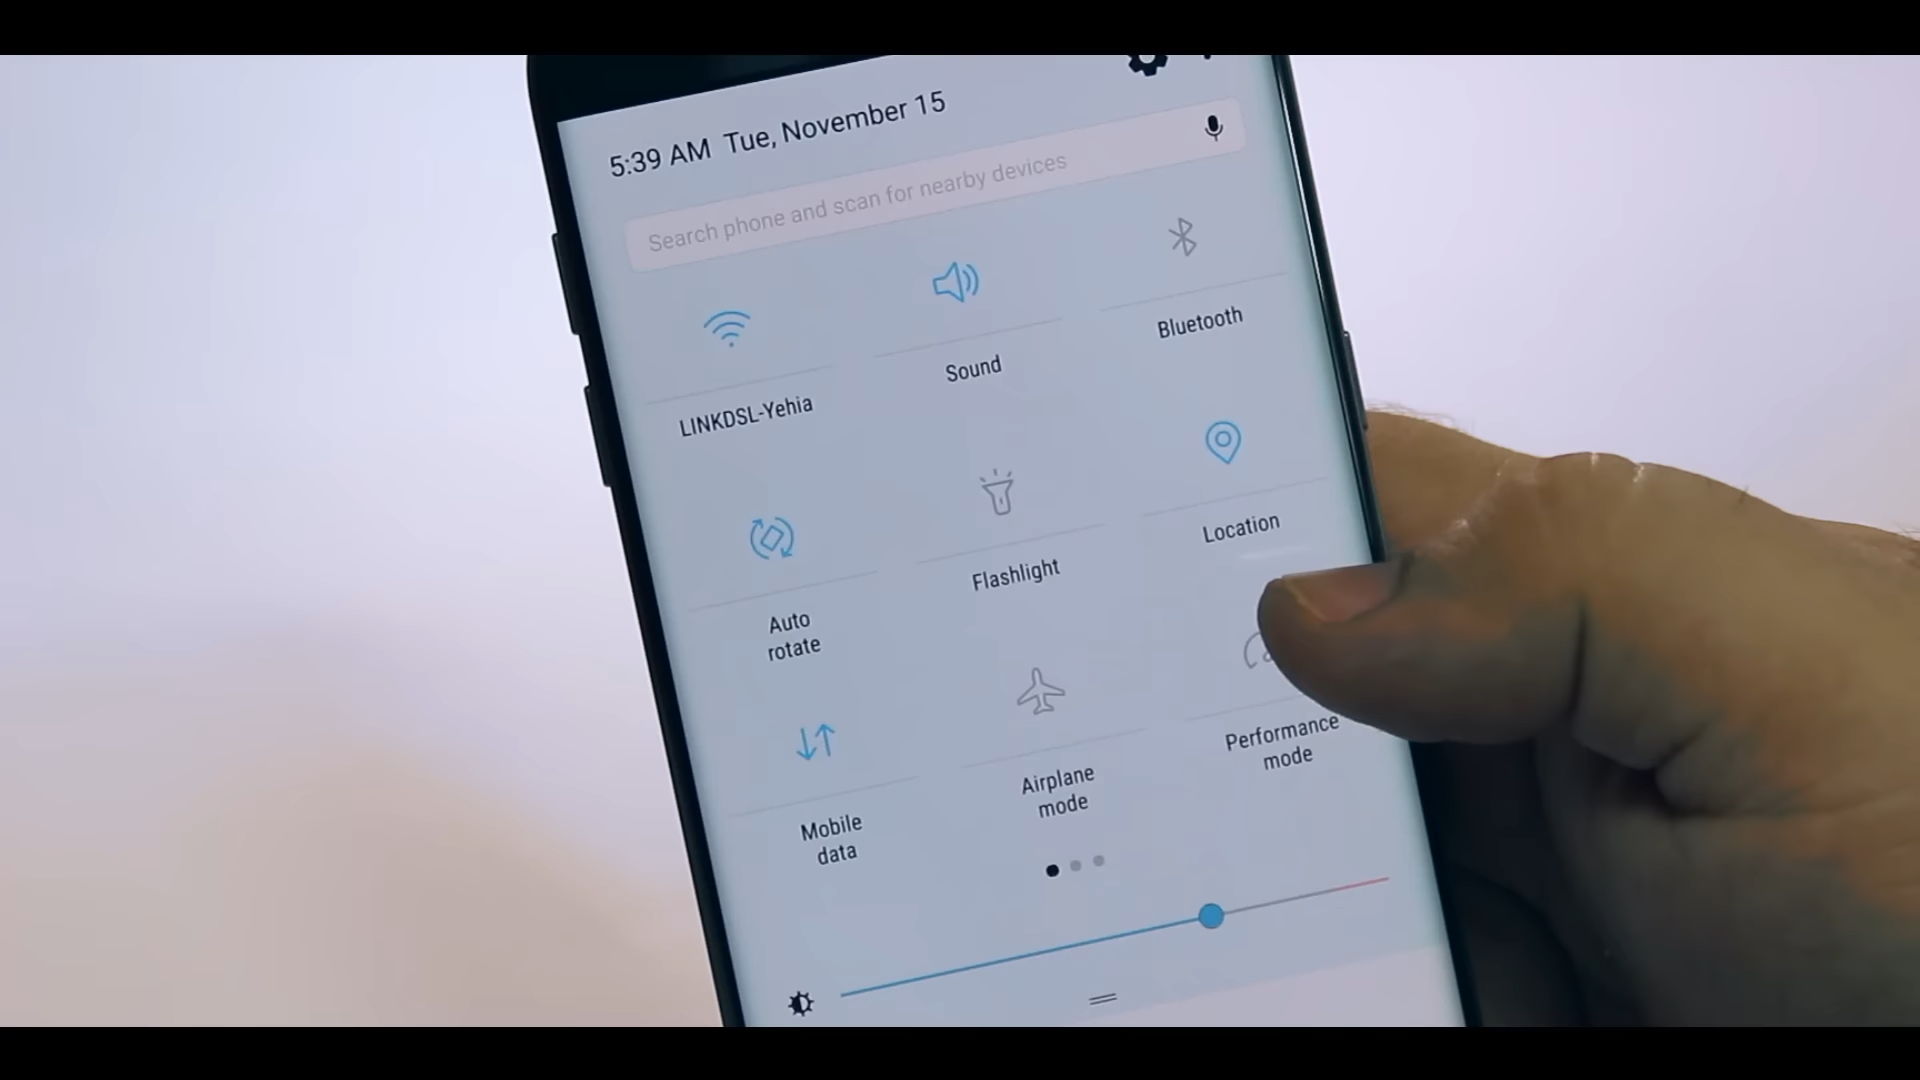 5:39 AM Tue, November 15
Search phone and scan for nearby devices
LINKDSL-Yehia
Sound
Bluetooth
Auto
rotate
Flashlight
Location
Mobile
data
Airplane
mode
Performance
mode